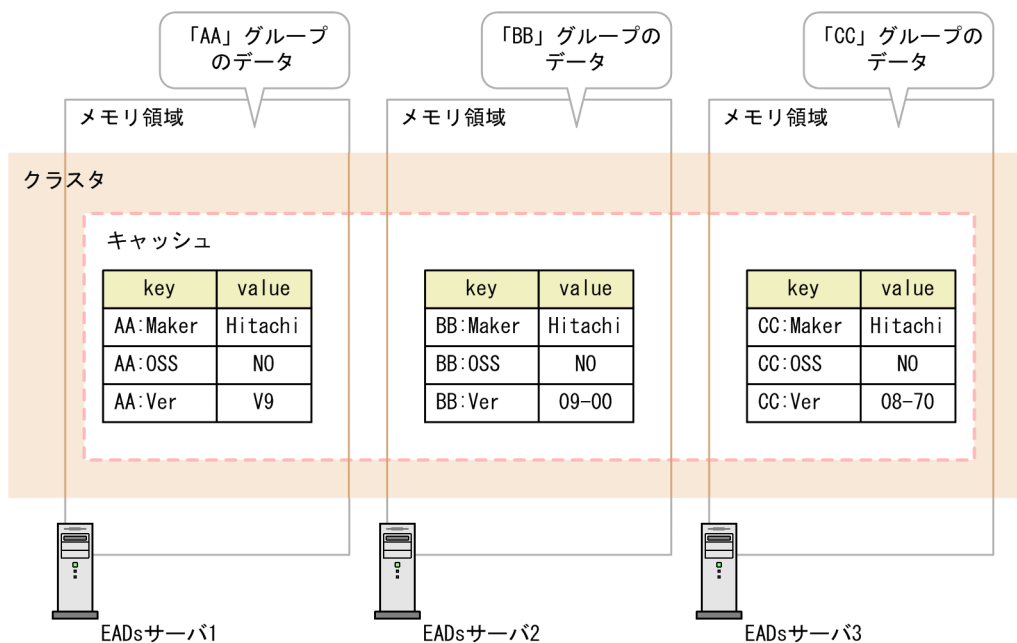 「AA」グループ
のデータ
「BB」グループの
データ
「CC」グループの
データ
メモリ領域
メモリ領域
メモリ領域
クラスタ
キャッシュ
key value
AA:Maker Hitachi
AA:OSS NO
AA:Ver V9
key value
BB:Maker Hitachi
BB:OSS NO
BB:Ver 09-00
key value
CC:Maker Hitachi
CC:OSS NO
CC:Ver 08-70
EADsサーバ1
EADsサーバ2
EADsサーバ3